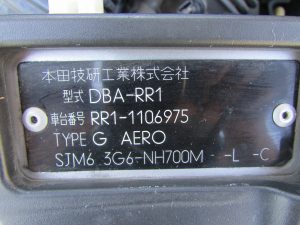 本田技研工業株式会社
型式 DBA-RR1
車台番号 RR1-1106975
TYPE G AERO
SJM6 3G6-NH700M -L -C